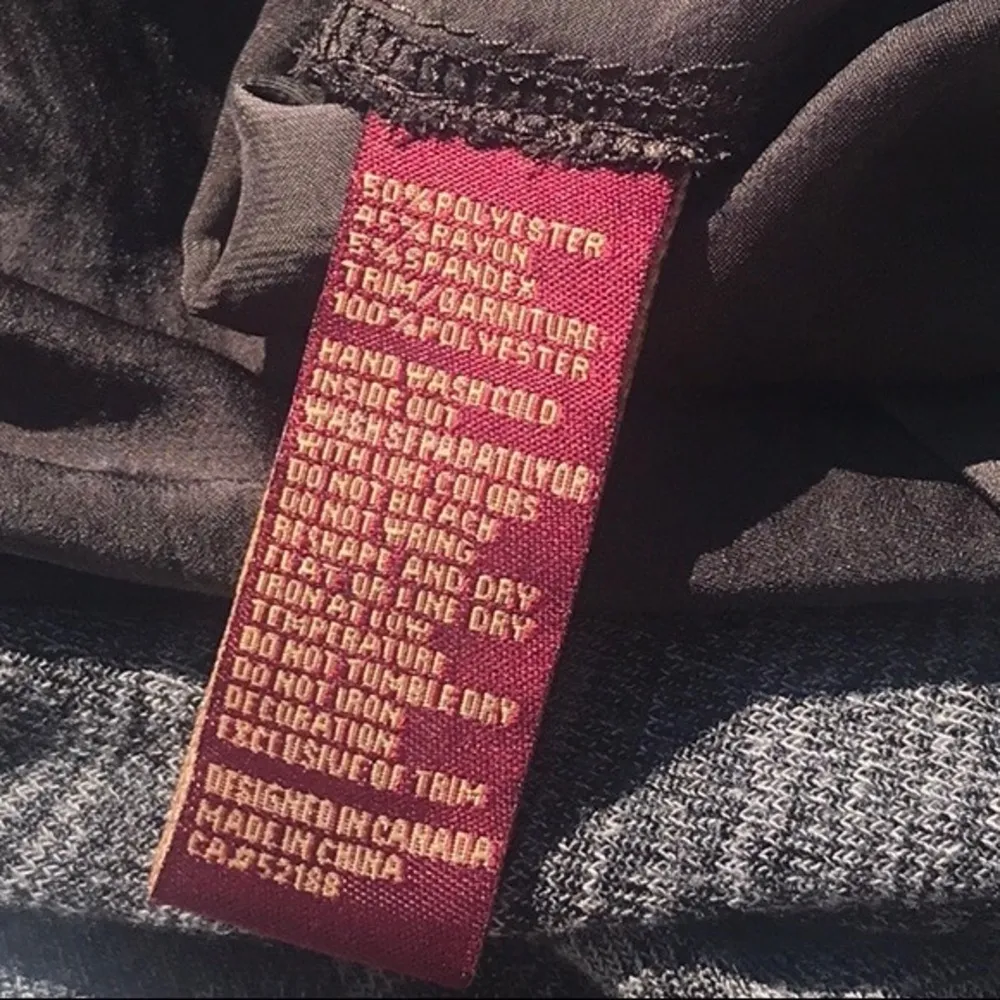 50%POLYESTER
45%RAYON
5%SPANDEX
TRIM/GARNITURE:
100%POLYESTER
HAND WASH COLD
INSIDE OUT
WASH SEPARATELY OR
WITH LIKE COLORS
DO NOT BLEACH
DO NOT WRING
RESHAPE AND DRY
FLAT OR LINE DRY
IRON AT LOW
TEMPERATURE
DO NOT TUMBLE DRY
DO NOT IRON
DECORATION
EXCLUSIVE OF TRIM
DESIGNED IN CANADA
MADE IN CHINA
CA#52188